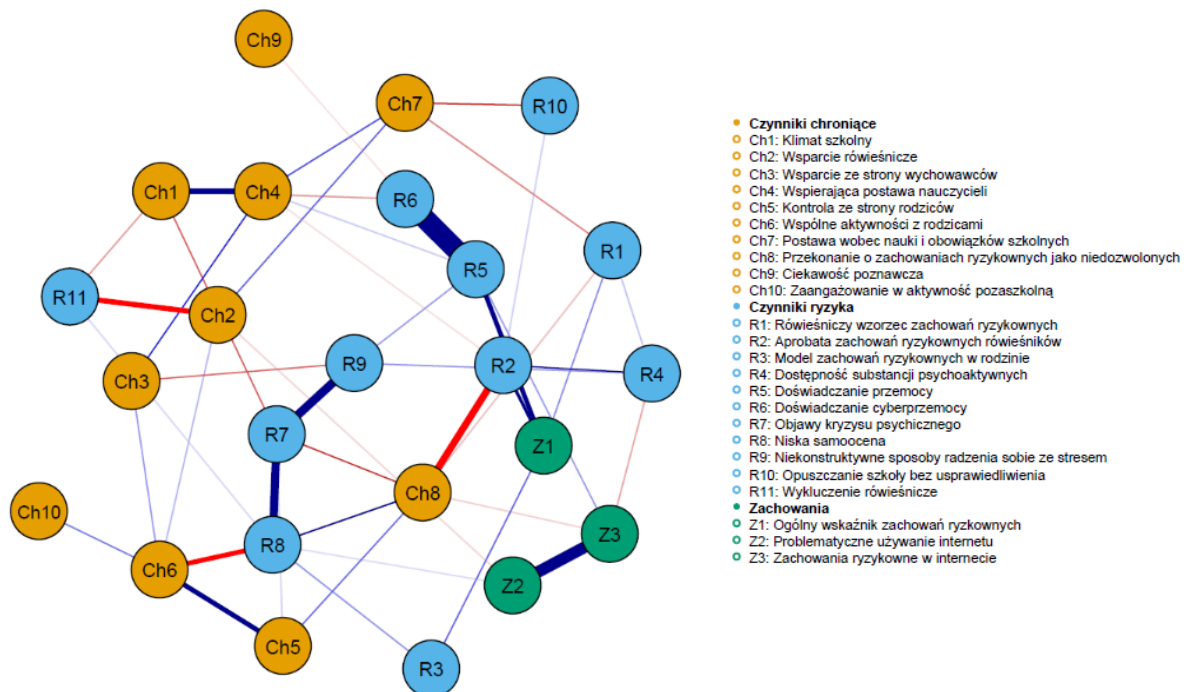 Ch9
Ch7
R10
Ch1
Ch4
R6
R1
R5
R11
Ch2
R9
R2
R4
Ch3
R7
Z1
Ch8
Ch10
Z3
R8
Ch6
Z2
Ch5
R3
Czynniki chroniące
Ch1: Klimat szkolny
Ch2: Wsparcie rówieśnicze
Ch3: Wsparcie ze strony wychowawców
Ch4: Wspierająca postawa nauczycieli
Ch5: Kontrola ze strony rodziców
Ch6: Wspólne aktywności z rodzicami
Ch7: Postawa wobec nauki i obowiązków szkolnych
Ch8: Przekonanie o zachowaniach ryzykownych jako niedozwolonych
Ch9: Ciekawość poznawcza
Ch10: Zaangażowanie w aktywność pozaszkolną
Czynniki ryzyka
R1: Rówieśniczy wzorzec zachowań ryzykownych
R2: Aprobata zachowań ryzykownych rówieśników
R3: Model zachowań ryzykownych w rodzinie
R4: Dostępność substancji psychoaktywnych
R5: Doświadczanie przemocy
R6: Doświadczanie cyberprzemocy
R7: Objawy kryzysu psychicznego
R8: Niska samoocena
R9: Niekonstruktywne sposoby radzenia sobie ze stresem
R10: Opuszczanie szkoły bez usprawiedliwienia
R11: Wykluczenie rówieśnicze
Zachowania
Z1: Ogólny wskaźnik zachowań ryzkownych
Z2: Problematyczne używanie internetu
Z3: Zachowania ryzykowne w internecie